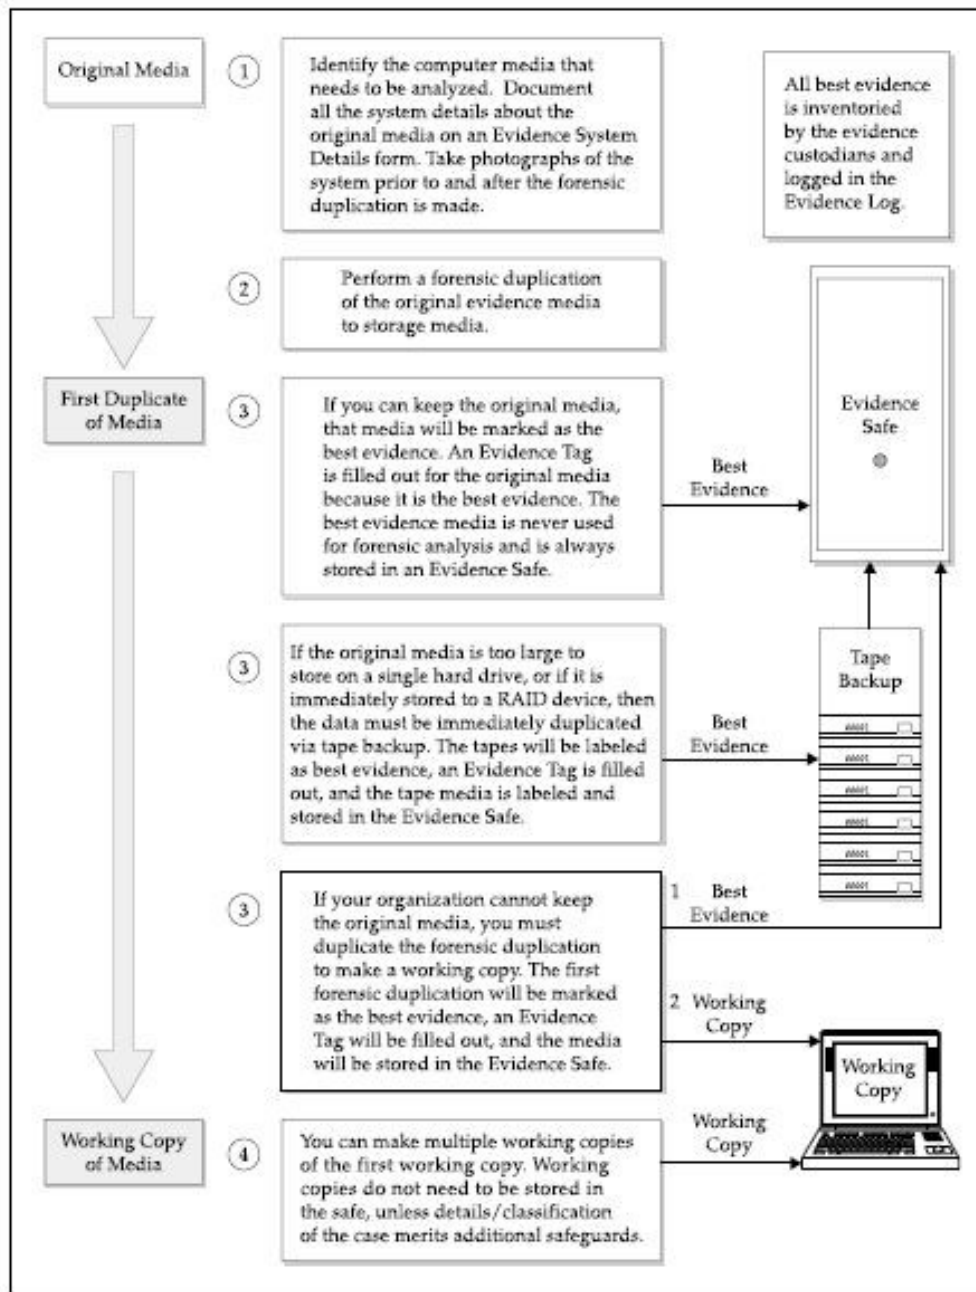 Original Media
1
Identify the computer media that
needs to be analyzed. Document
all the system details about the
original media on an Evidence System
Details form. Take photographs of the
system prior to and after the forensic
duplication is made.
All best evidence
is inventoried
by the evidence
custodians and
logged in the
Evidence Log.
2
Perform a forensic duplication
of the original evidence media
to storage media.
First Duplicate
of Media
3
If you can keep the original media,
that media will be marked as the
best evidence. An Evidence Tag
is filled out for the original media
because it is the best evidence. The
best evidence media is never used
for forensic analysis and is always
stored in an Evidence Safe.
Best
Evidence
Evidence
Safe
3
If the original media is too large to
store on a single hard drive, or if it is
immediately stored to a RAID device, then
the data must be immediately duplicated
via tape backup. The tapes will be labeled
as best evidence, an Evidence Tag is filled
out, and the tape media is labeled and
stored in the Evidence Safe.
Best
Evidence
Tape
Backup
3
If your organization cannot keep
the original media, you must
duplicate the forensic duplication
to make a working copy. The first
forensic duplication will be marked
as the best evidence, an Evidence
Tag will be filled out, and the media
will be stored in the Evidence Safe.
1 Best
Evidence
2 Working
Copy
Working
Copy
Working Copy
of Media
4
You can make multiple working copies
of the first working copy. Working
copies do not need to be stored in
the safe, unless details/classification
of the case merits additional safeguards.
Working
Copy